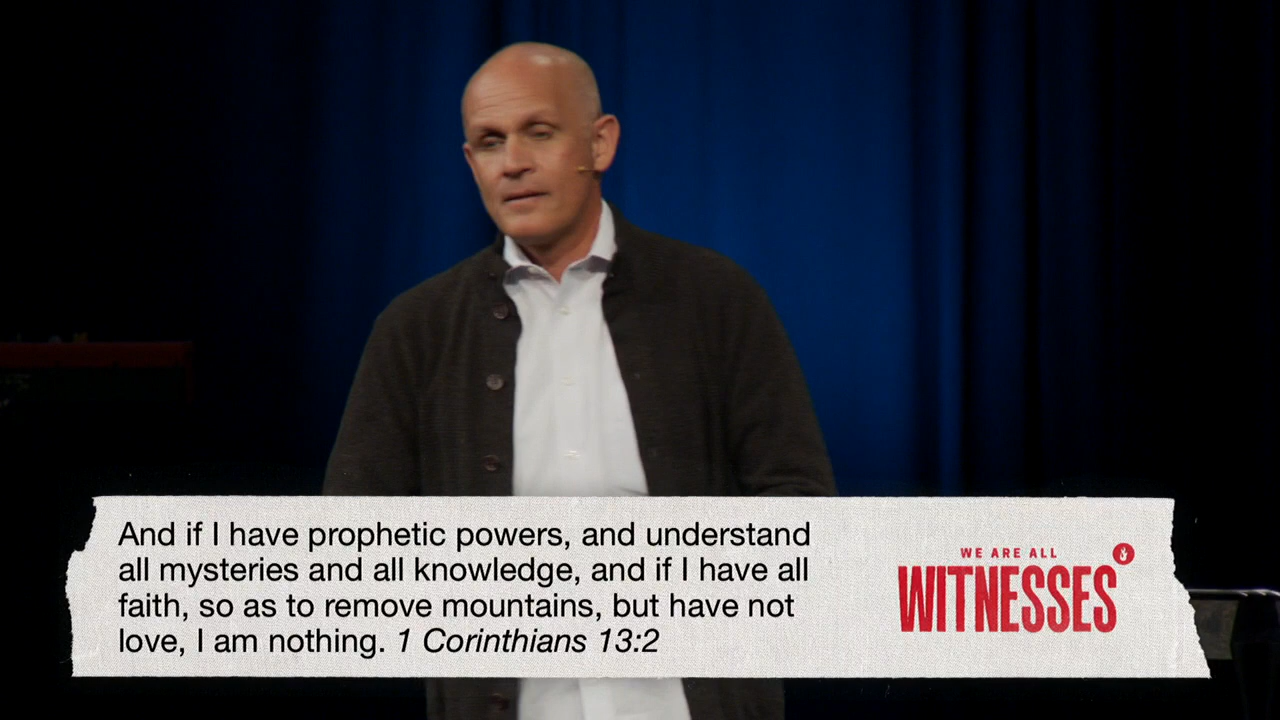 And if I have prophetic powers, and understand
all mysteries and all knowledge, and if I have all
faith, so as to remove mountains, but have not
love, I am nothing. 1 Corinthians 13:2
WE ARE ALL
WITNESSES